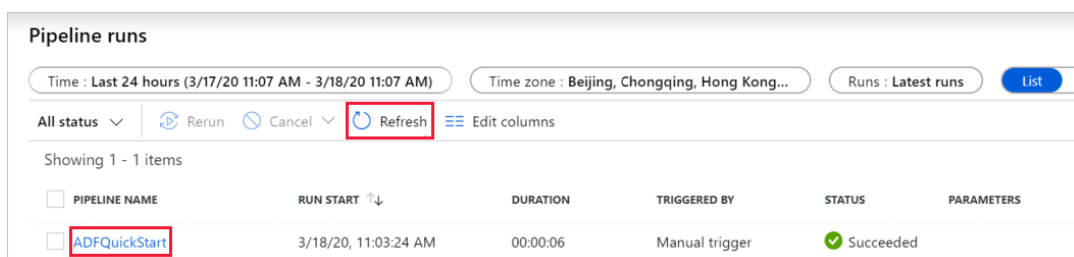 Pipeline runs
Time : Last 24 hours (3/17/20 11:07 AM - 3/18/20 11:07 AM) Time zone : Beijing, Chongqing, Hong Kong... Runs : Latest runs List
All status Rerun Cancel Refresh Edit columns
Showing 1 - 1 items
PIPELINE NAME RUN START DURATION TRIGGERED BY STATUS PARAMETERS
ADFQuickStart 3/18/20, 11:03:24 AM 00:00:06 Manual trigger Succeeded